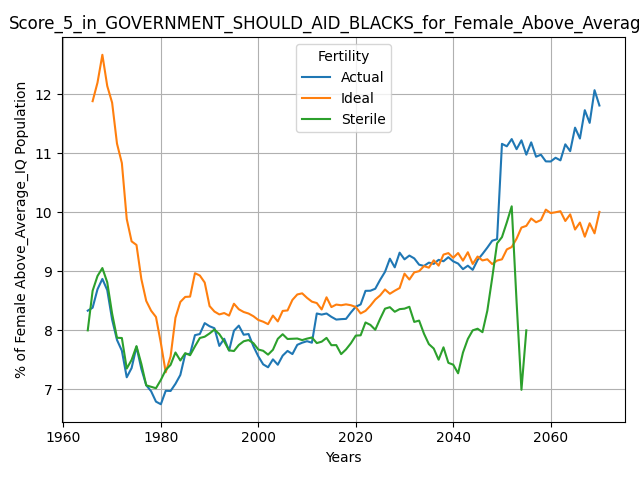 Score_5_in_GOVERNMENT_SHOULD_AID_BLACKS_for_Female_Above_Averag
Fertility
Actual
Ideal
Sterile
% of Female Above_Average_IQ Population
12
11
10
9
8
7
1960
1980
2000
2020
2040
2060
Years